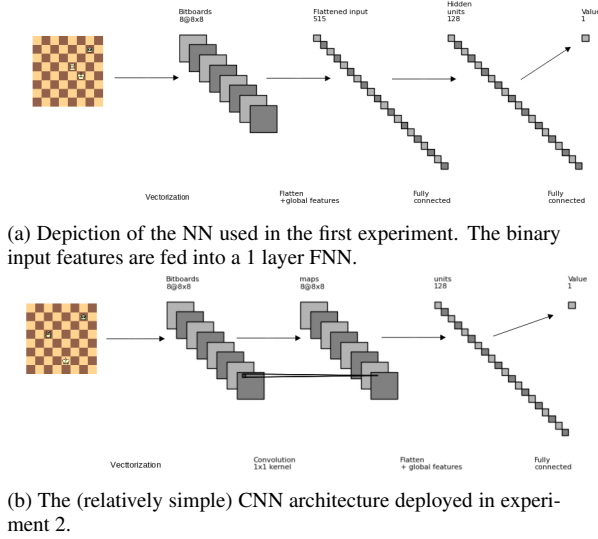 Bitboards
8@8x8
Flattened input
515
Hidden
units
128
Value
1
Vectorization
Flatten
+global features
Fully
connected
Fully
connected
(a) Depiction of the NN used in the first experiment. The binary
input features are fed into a 1 layer FNN.
Bitboards
8@8x8
maps
8@8x8
units
128
Value
1
Vecttorization
Convolution
1x1 kernel
Flatten
+ global features
Fully
connected
(b) The (relatively simple) CNN architecture deployed in experi-
ment 2.